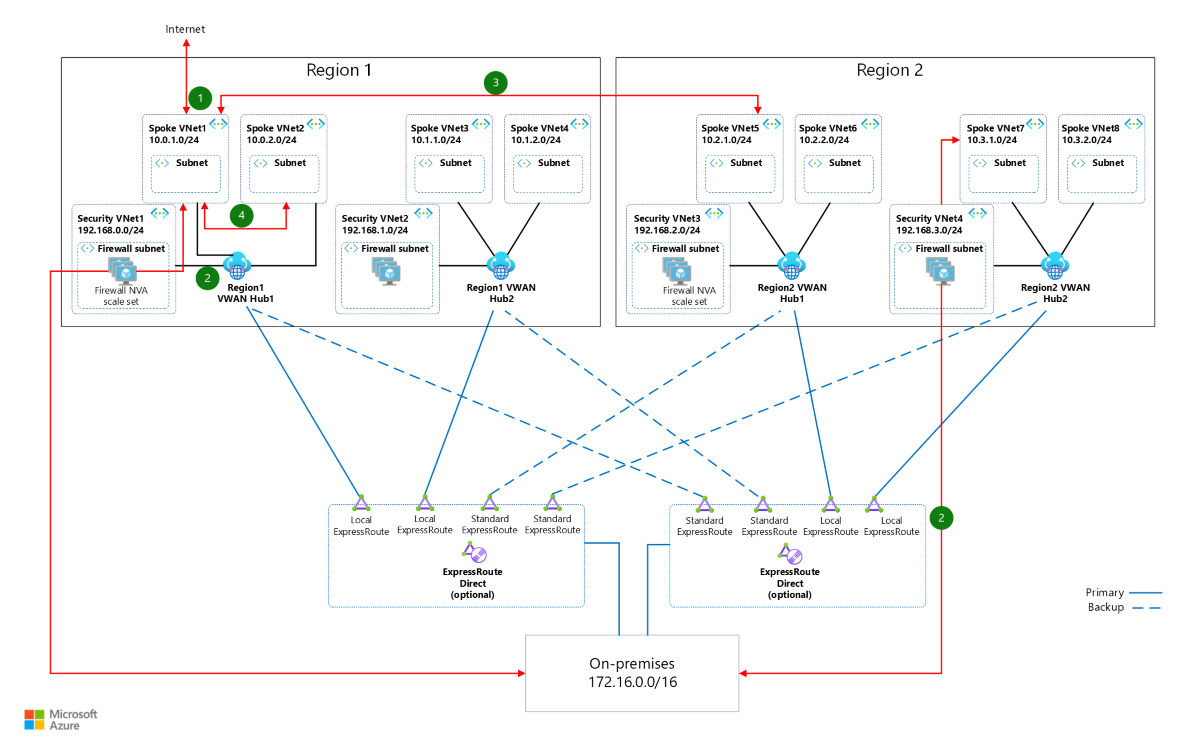 Internet
Region 1
Region 2
3
1
Spoke VNet1
10.0.1.0/24
Subnet
Spoke VNet2
10.0.2.0/24
Subnet
Spoke VNet3
10.1.1.0/24
Subnet
Spoke VNet4
10.1.2.0/24
Subnet
Spoke VNet5
10.2.1.0/24
Subnet
Spoke VNet6
10.2.2.0/24
Subnet
Spoke VNet7
10.3.1.0/24
Subnet
Spoke VNet8
10.3.2.0/24
Subnet
4
Security VNet1
192.168.0.0/24
Firewall subnet
Firewall NVA
scale set
2
Region1
VWAN Hub1
Security VNet2
192.168.1.0/24
Firewall subnet
Region1 VWAN
Hub2
Security VNet3
192.168.2.0/24
Firewall subnet
Firewall NVA
scale set
Region2 VWAN
Hub1
Security VNet4
192.168.3.0/24
Firewall subnet
Firewall NVA
scale set
Region2 VWAN
Hub2
Local
ExpressRoute
Local
ExpressRoute
Standard
ExpressRoute
Standard
ExpressRoute
ExpressRoute
Direct
(optional)
Standard
ExpressRoute
Standard
ExpressRoute
Local
ExpressRoute
Local
ExpressRoute
ExpressRoute
Direct
(optional)
2
Primary
Backup
On-premises
172.16.0.0/16
Microsoft
Azure